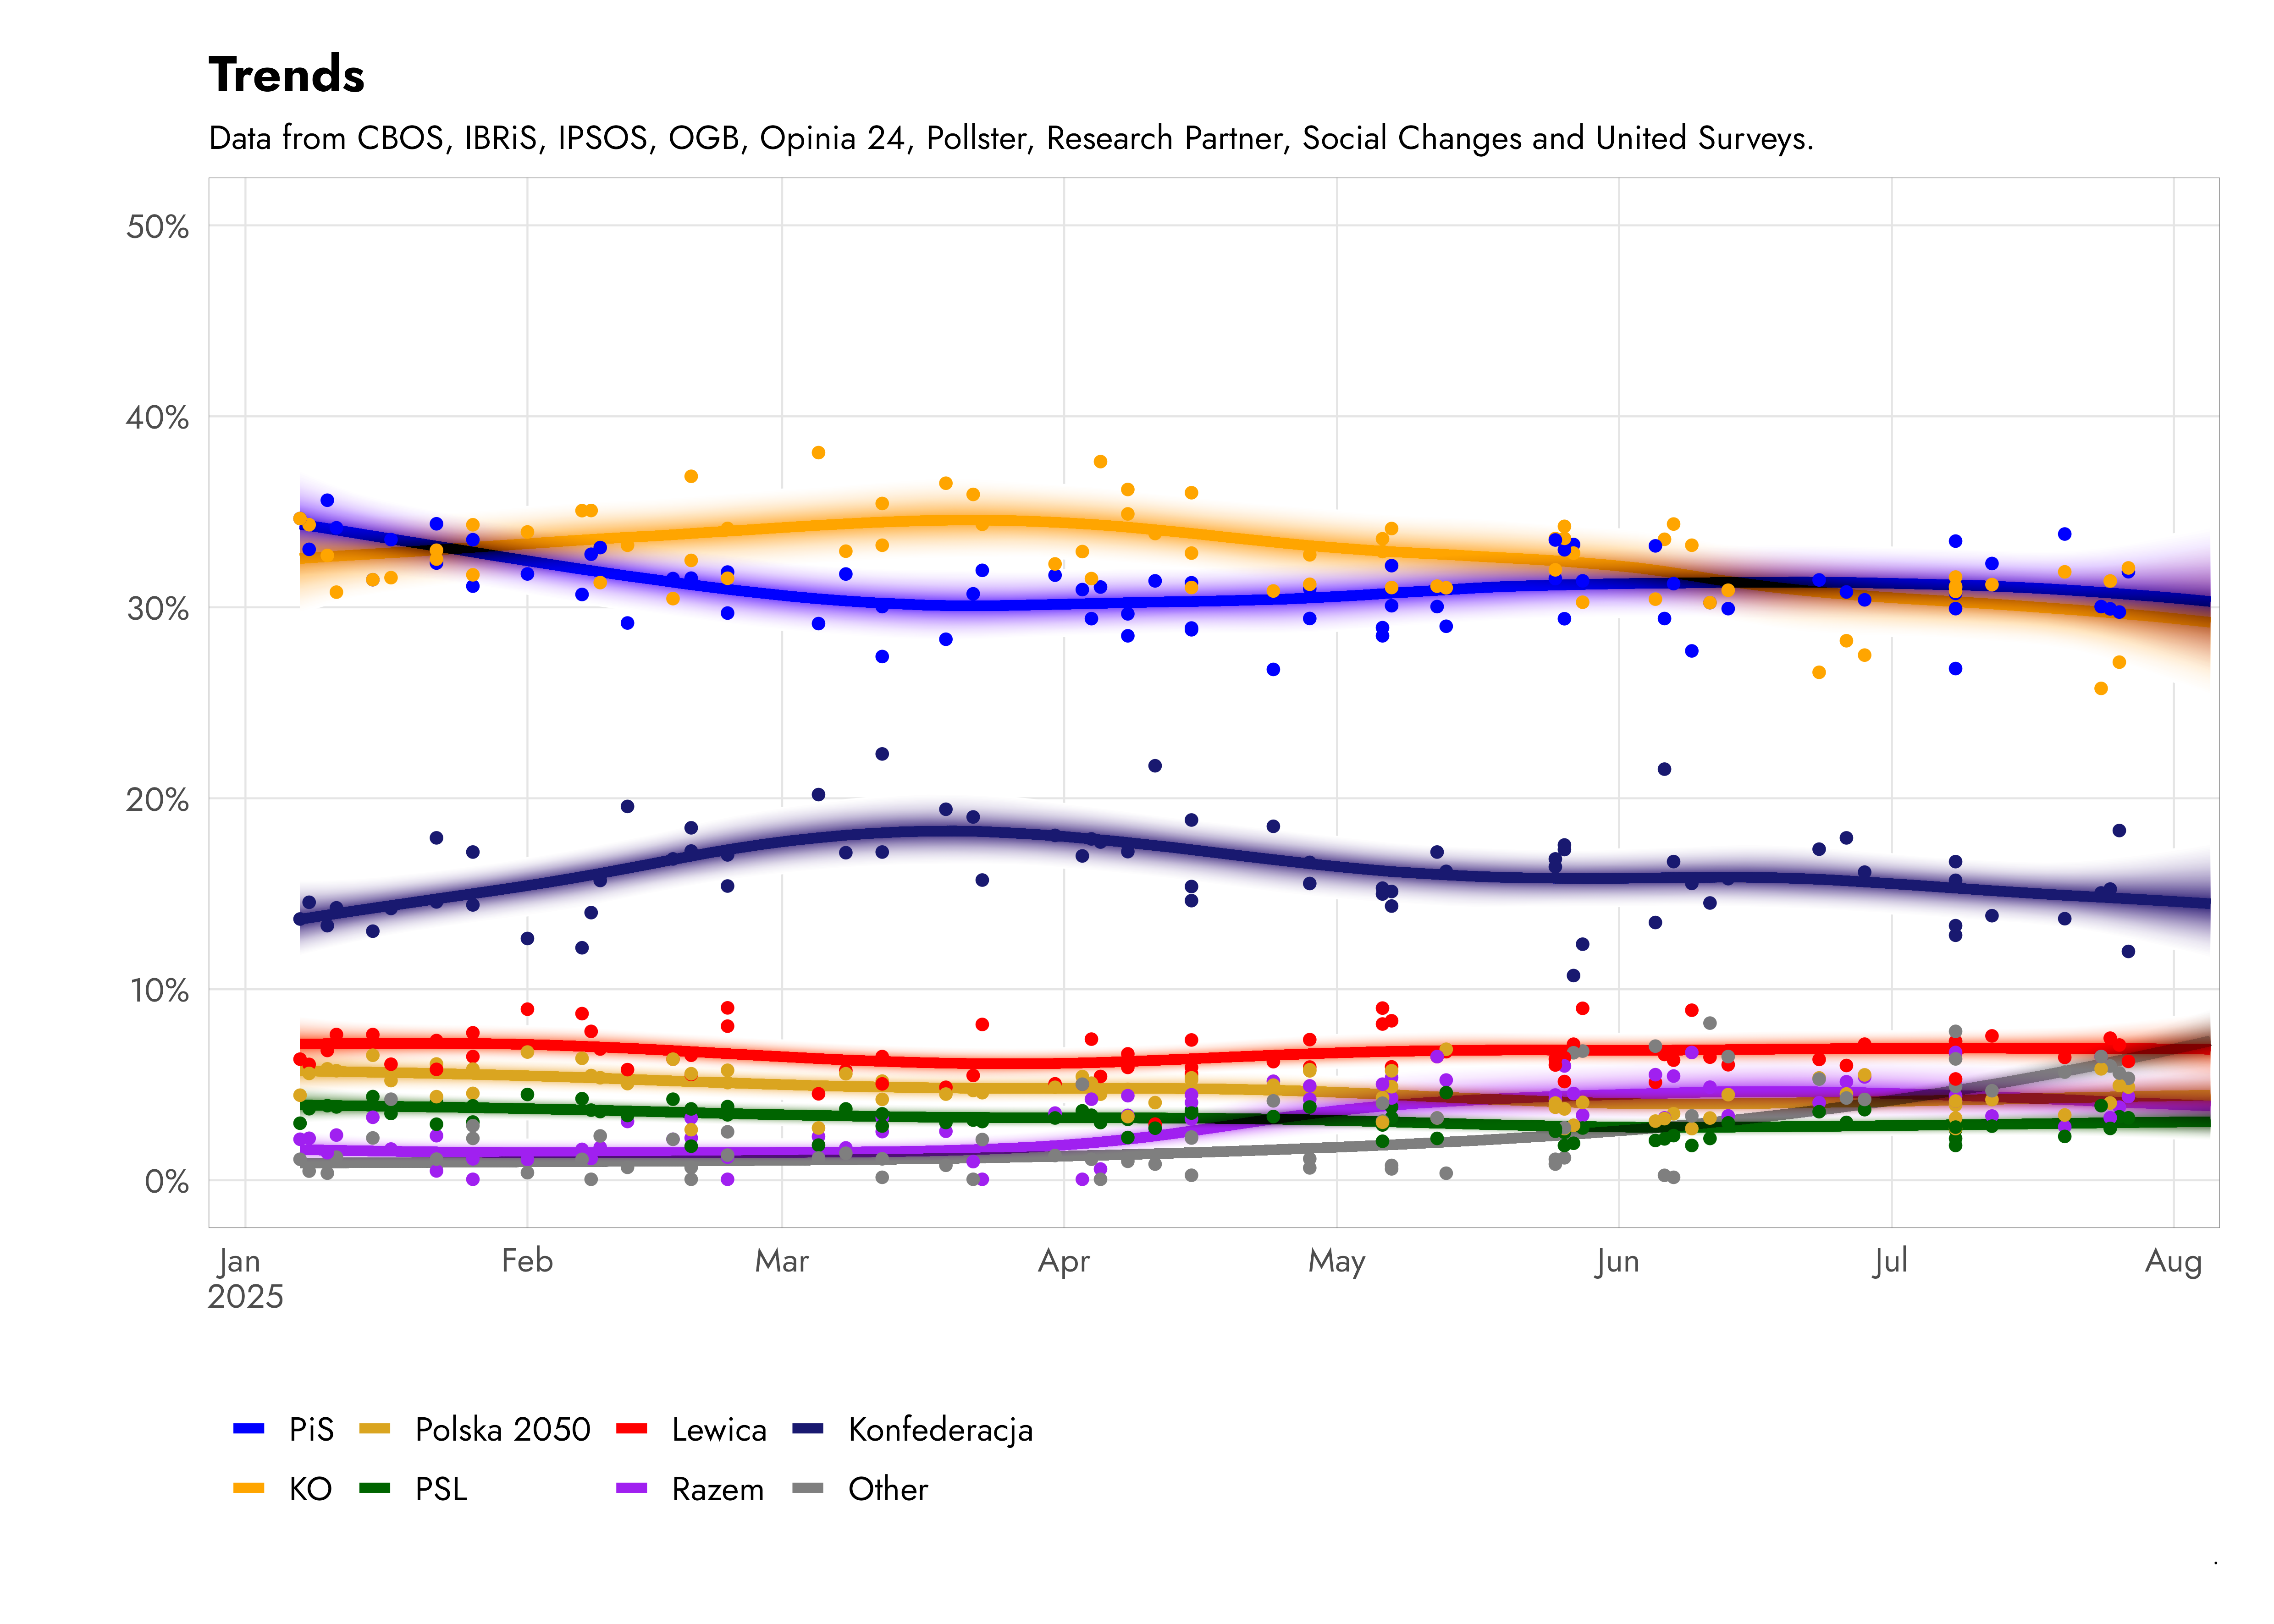 Trends
Data from CBOS, IBRiS, IPSOS, OGB, Opinia 24, Pollster, Research Partner, Social Changes and United Surveys.
50%
40%
30%
20%
10%
0%
Jan Feb Mar Apr May Jun Jul Aug
2025
PiS Polska 2050 Lewica Konfederacja
KO PSL Razem Other
.